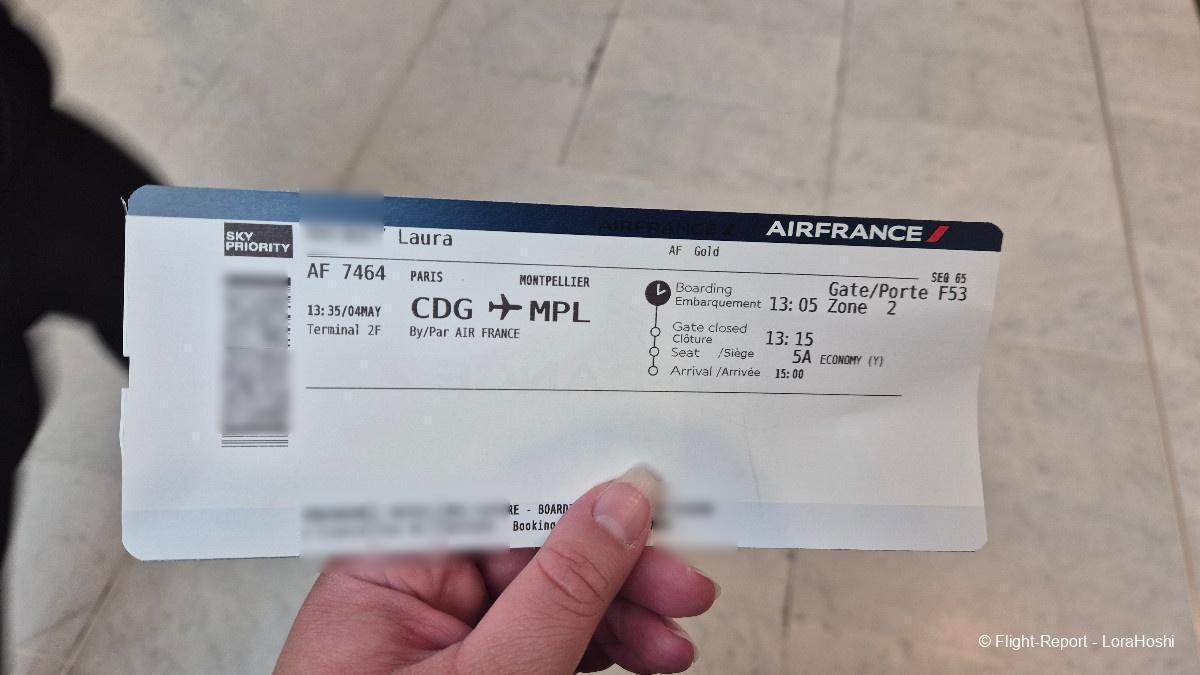 AIRFRANCE
SKY PRIORITY
Laura
AF Gold
SEQ 65
AF 7464 PARIS MONTPELLIER
13:35/04MAY CDG MPL
Terminal 2F By/Par AIR FRANCE
Gate/Porte F53
Boarding
Embarquement 13:05 Zone 2
Gate closed
Clôture 13:15
Seat /Siège 5A ECONOMY (Y)
Arrival /Arrivée 15:00
- BOARD
Booking
© Flight-Report - LoraHoshi